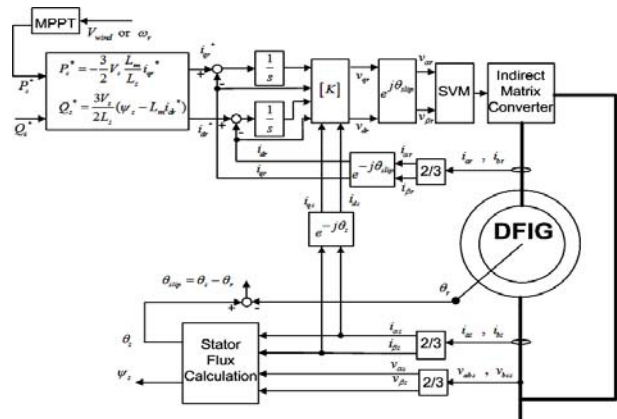 MPPT
V_wind or ω_r
P_s*
P_s* = -3/2 V_s L_m/L_s i_qr*
Q_s* = 3V_s/2L_s (ψ_s - L_m i_dr*)
Q_s*
i_qr*
+
-
1/s
i_dr*
+
-
1/s
[K]
v_qr
v_dr
e^jθ_slip
v_αr
v_βr
SVM
Indirect
Matrix
Converter
i_dr
i_qr
e^-jθ_slip
i_αr
i_βr
2/3
i_ar , i_br
i_qs
i_ds
e^-jθ_s
DFIG
θ_slip = θ_s - θ_r
+
-
θ_r
θ_s
ψ_s
Stator
Flux
Calculation
i_αs
i_βs
2/3
i_as , i_bs
v_αs
v_βs
2/3
v_abs , v_bcs